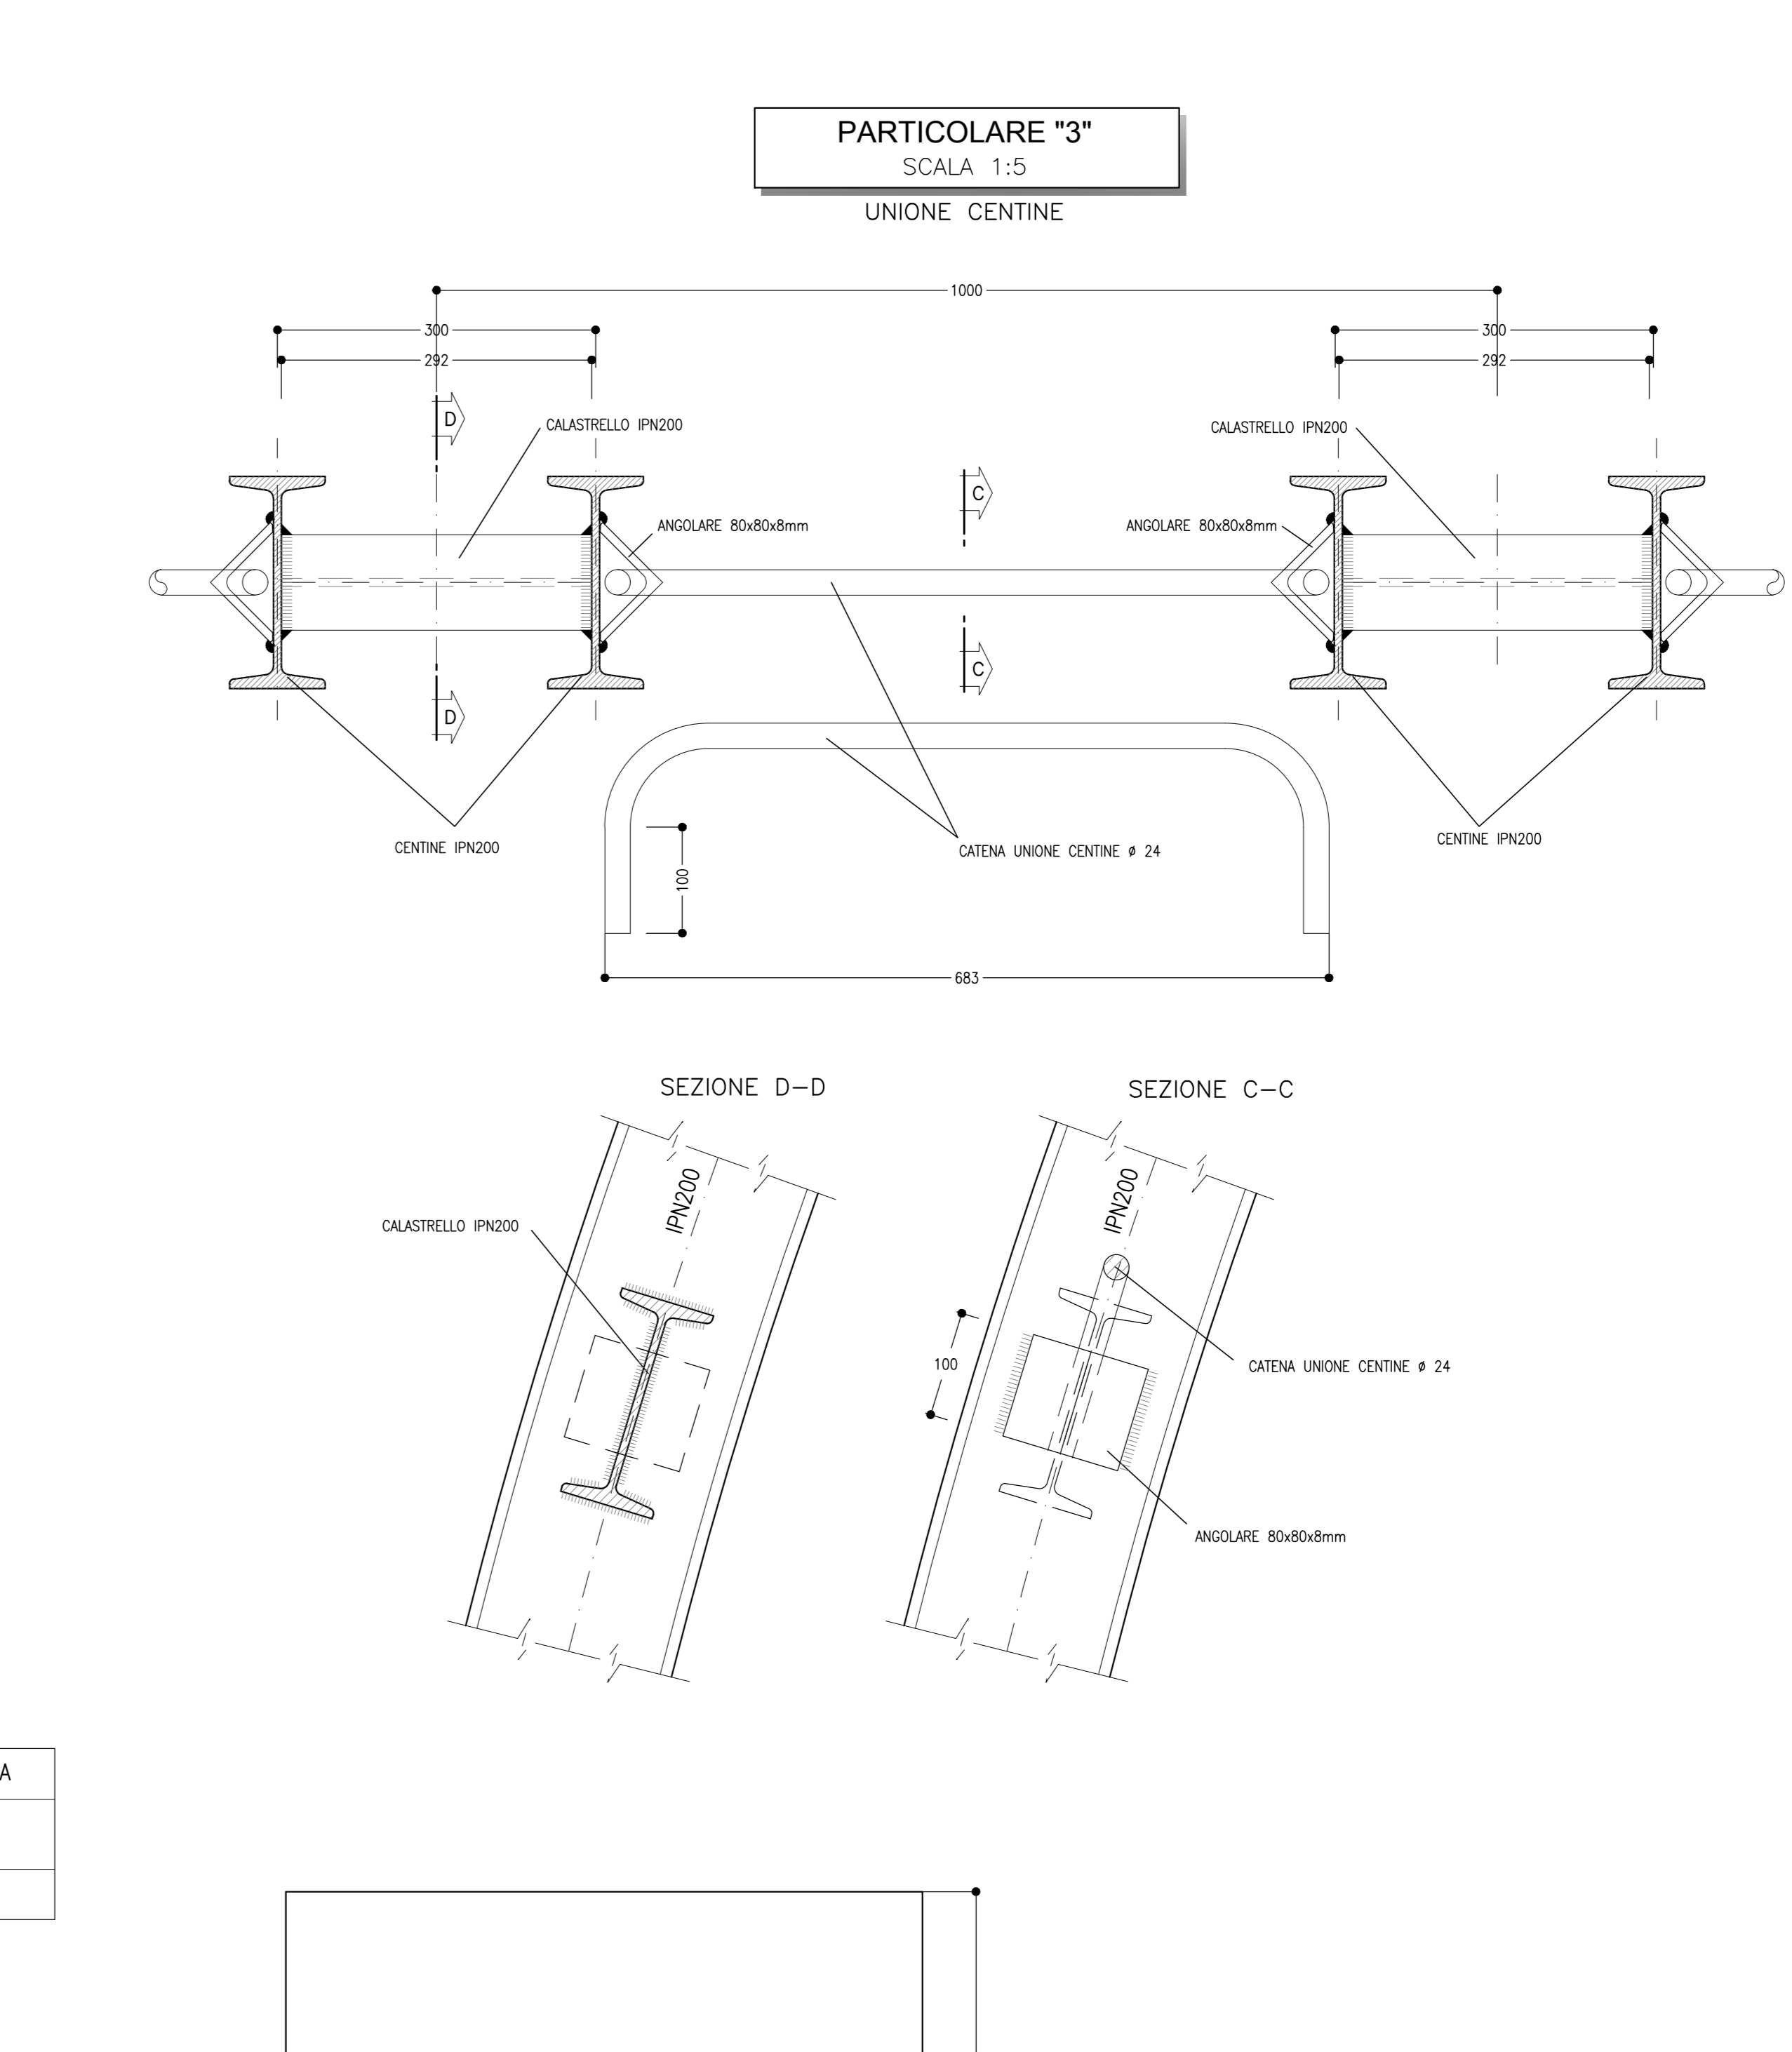 PARTICOLARE "3"
SCALA 1:5
UNIONE CENTINE
1000
300
300
292
292
D
CALASTRELLO IPN200
CALASTRELLO IPN200
C
ANGOLARE 80x80x8mm
ANGOLARE 80x80x8mm
C
D
CENTINE IPN200
CATENA UNIONE CENTINE ø 24
CENTINE IPN200
100
683
SEZIONE D-D
SEZIONE C-C
IPN200
IPN200
CALASTRELLO IPN200
100
CATENA UNIONE CENTINE ø 24
ANGOLARE 80x80x8mm
A